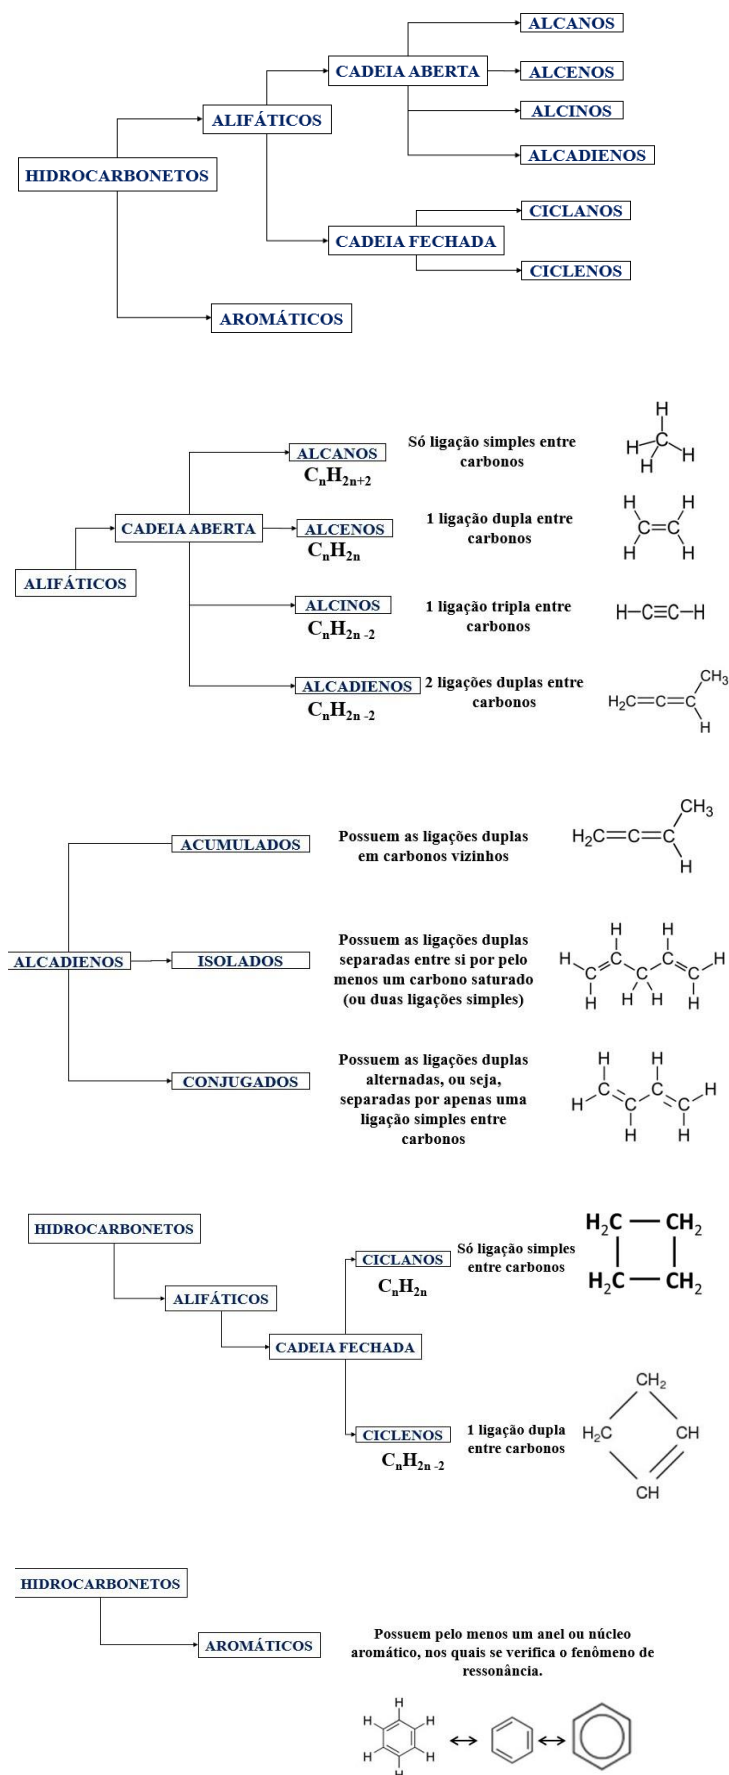 ALCANOS
CADEIA ABERTA
ALCENOS
ALCINOS
ALIFÁTICOS
ALCADIENOS
HIDROCARBONETOS
CICLANOS
CADEIA FECHADA
CICLENOS
AROMÁTICOS
ALCANOS
CₙH₂ₙ₊₂
Só ligação simples entre
carbonos
H
C
H
H
H
CADEIA ABERTA
ALCENOS
CₙH₂ₙ
1 ligação dupla entre
carbonos
H H
C=C
H H
ALIFÁTICOS
ALCINOS
CₙH₂ₙ ₋₂
1 ligação tripla entre
carbonos
H–C≡C–H
ALCADIENOS
CₙH₂ₙ ₋₂
2 ligações duplas entre
carbonos
CH₃
H₂C=C=C
H
ACUMULADOS
Possuem as ligações duplas
em carbonos vizinhos
CH₃
H₂C=C=C
H
ALCADIENOS
ISOLADOS
Possuem as ligações duplas
separadas entre si por pelo
menos um carbono saturado
(ou duas ligações simples)
H H
H C C H
C C C
H H H H
CONJUGADOS
Possuem as ligações duplas
alternadas, ou seja,
separadas por apenas uma
ligação simples entre
carbonos
H H
C C H
H C C
H H
HIDROCARBONETOS
ALIFÁTICOS
CADEIA FECHADA
CICLANOS
CₙH₂ₙ
Só ligação simples
entre carbonos
H₂C — CH₂
H₂C — CH₂
CICLENOS
CₙH₂ₙ ₋₂
1 ligação dupla
entre carbonos
CH₂
H₂C CH
CH
HIDROCARBONETOS
AROMÁTICOS
Possuem pelo menos um anel ou núcleo
aromático, nos quais se verifica o fenômeno de
ressonância.
H
H H
H H
H